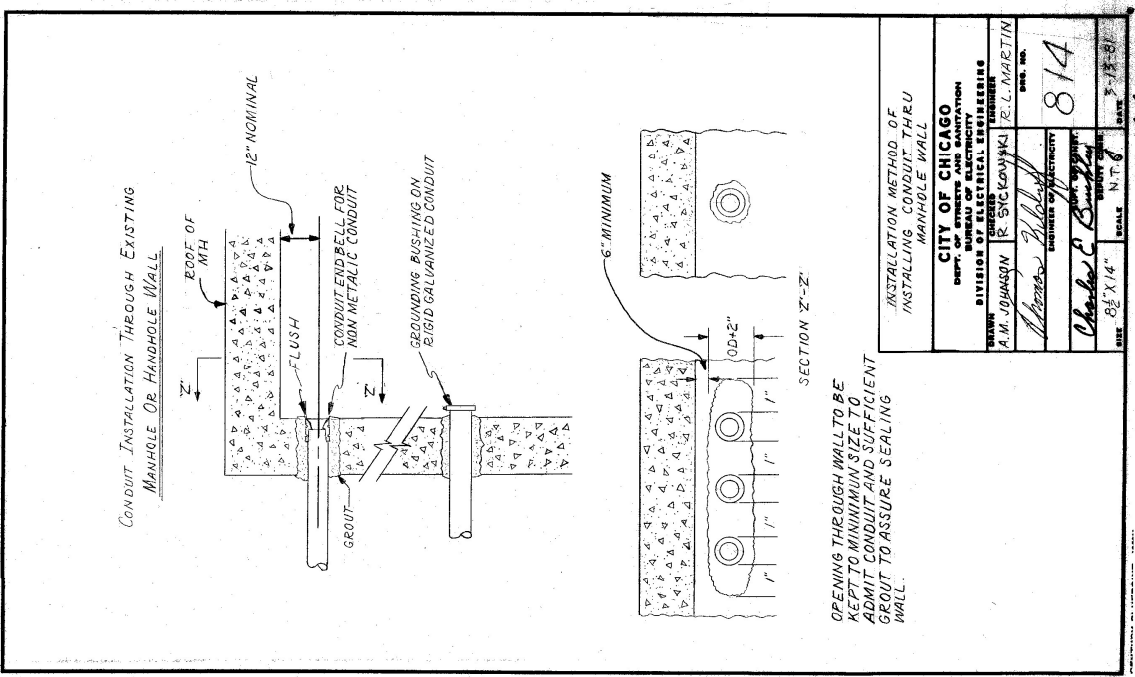 CONDUIT INSTALLATION THROUGH EXISTING
MANHOLE OR HANDHOLE WALL
ROOF OF
MH
12" NOMINAL
"Z"
FLUSH
CONDUIT END BELL FOR
NON METALIC CONDUIT
"Z"
GROUT
GROUNDING BUSHING ON
RIGID GALVANIZED CONDUIT
6" MINIMUM
OD+2"
1"
1"
1"
1"
SECTION "Z"-"Z"
OPENING THROUGH WALL TO BE
KEPT TO MINIMUN SIZE TO
ADMIT CONDUIT AND SUFFICIENT
GROUT TO ASSURE SEALING
WALL.
INSTALLATION METHOD OF
INSTALLING CONDUIT THRU
MANHOLE WALL
CITY OF CHICAGO
DEPT. OF STREETS AND SANITATION
BUREAU OF ELECTRICITY
DIVISION OF ELECTRICAL ENGINEERING
DRAWN
A.M. JOHNSON
CHECKED
R SYCKOWSKI
ENGINEER
R.L. MARTIN
Thomas
ENGINEER OF ELECTRICITY
DRG. NO.
814
Charles E
DEPUTY COMM.
SIZE 8½" X 14"
SCALE N.T.S
DATE 3-13-81